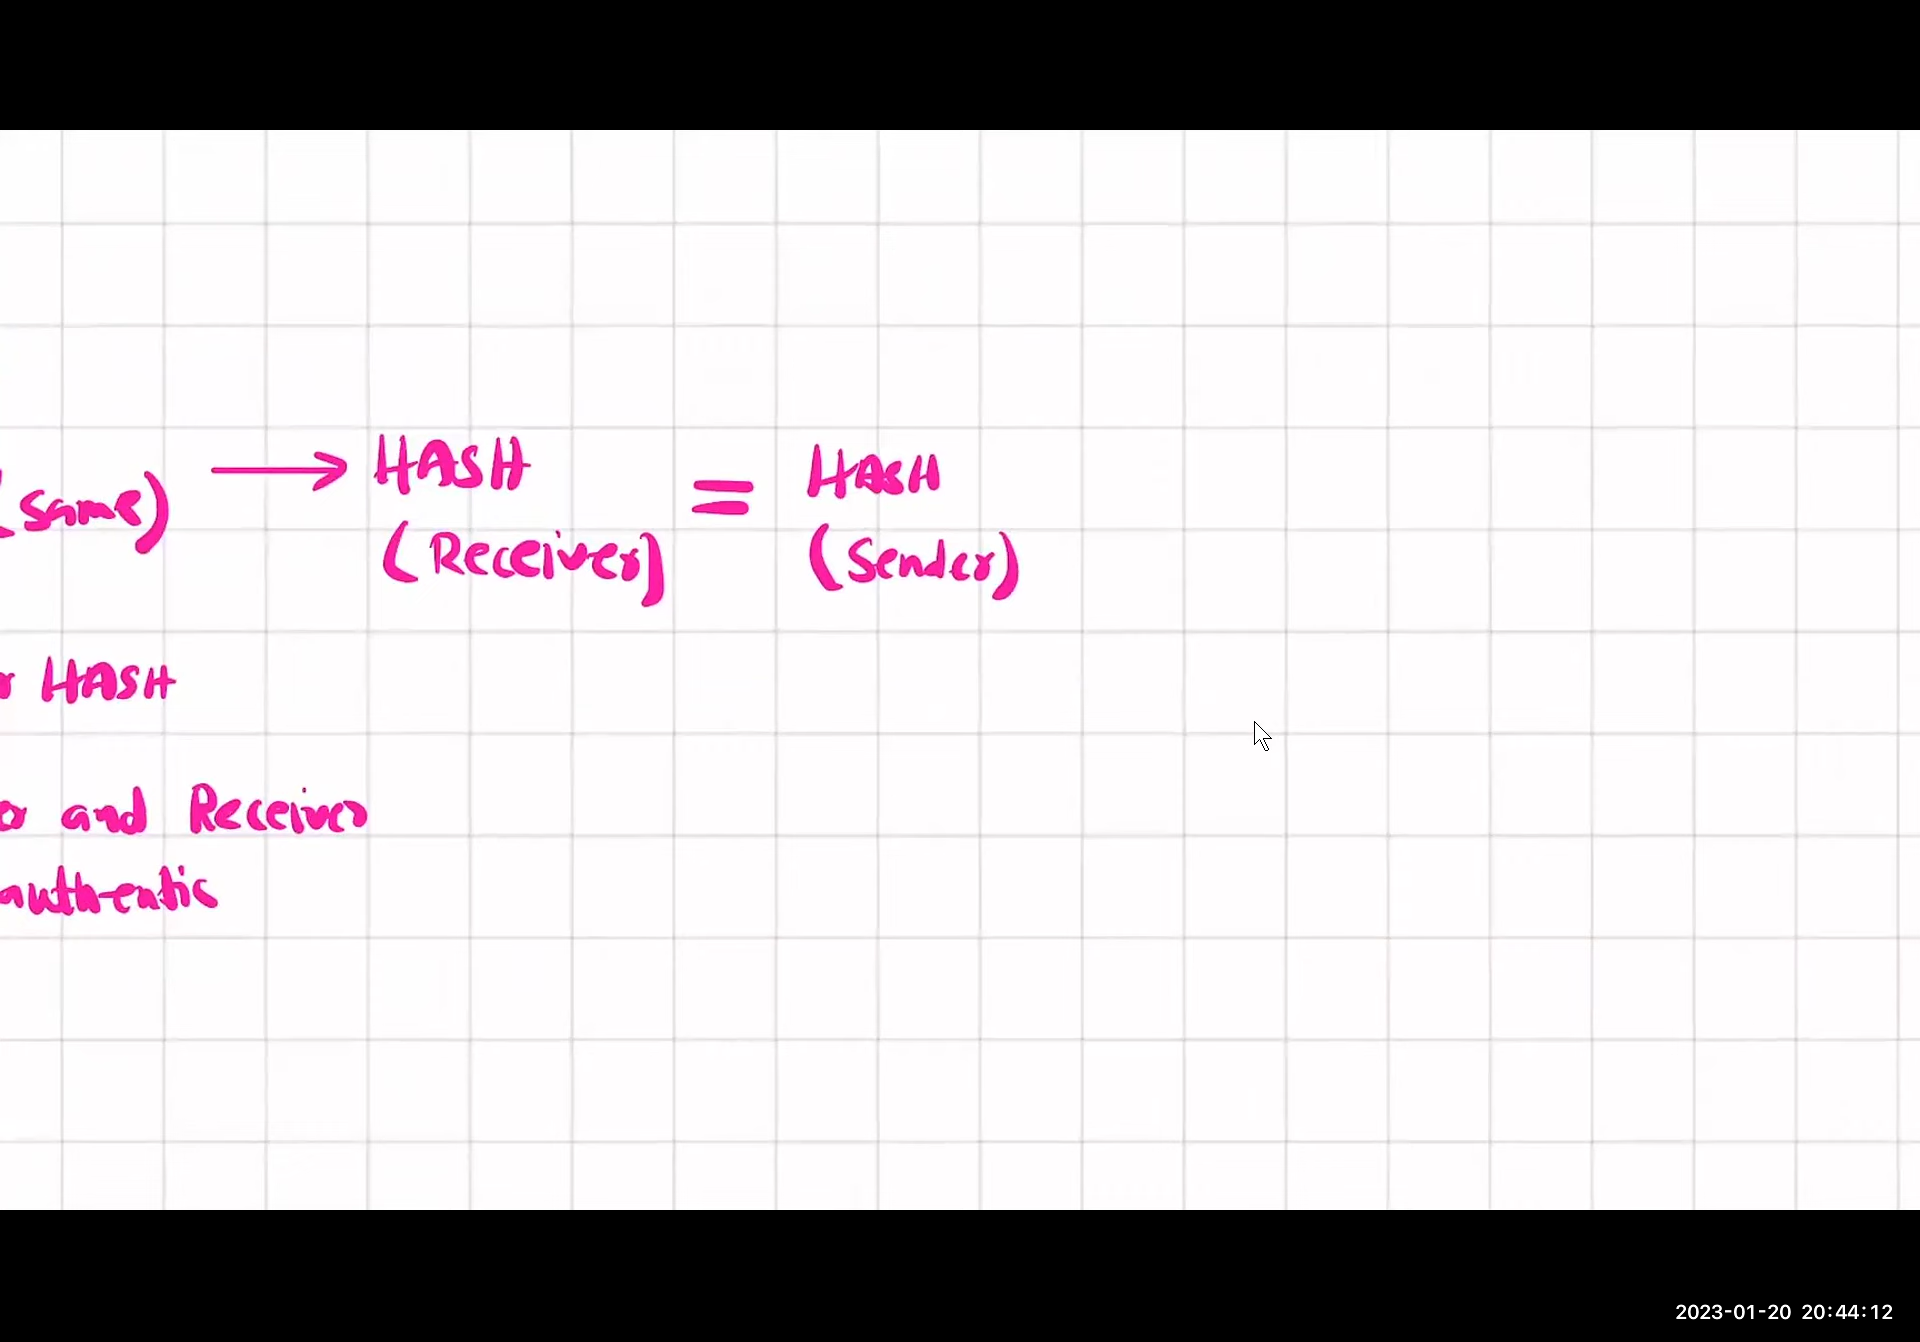 (same) → HASH = HASH
(Receiver) (Sender)
HASH
and Receiver
authentic
2023-01-20 20:44:12